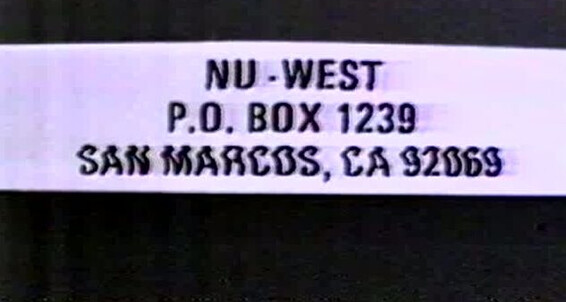 NU-WEST
P.O. BOX 1239
SAN MARCOS, CA 92069